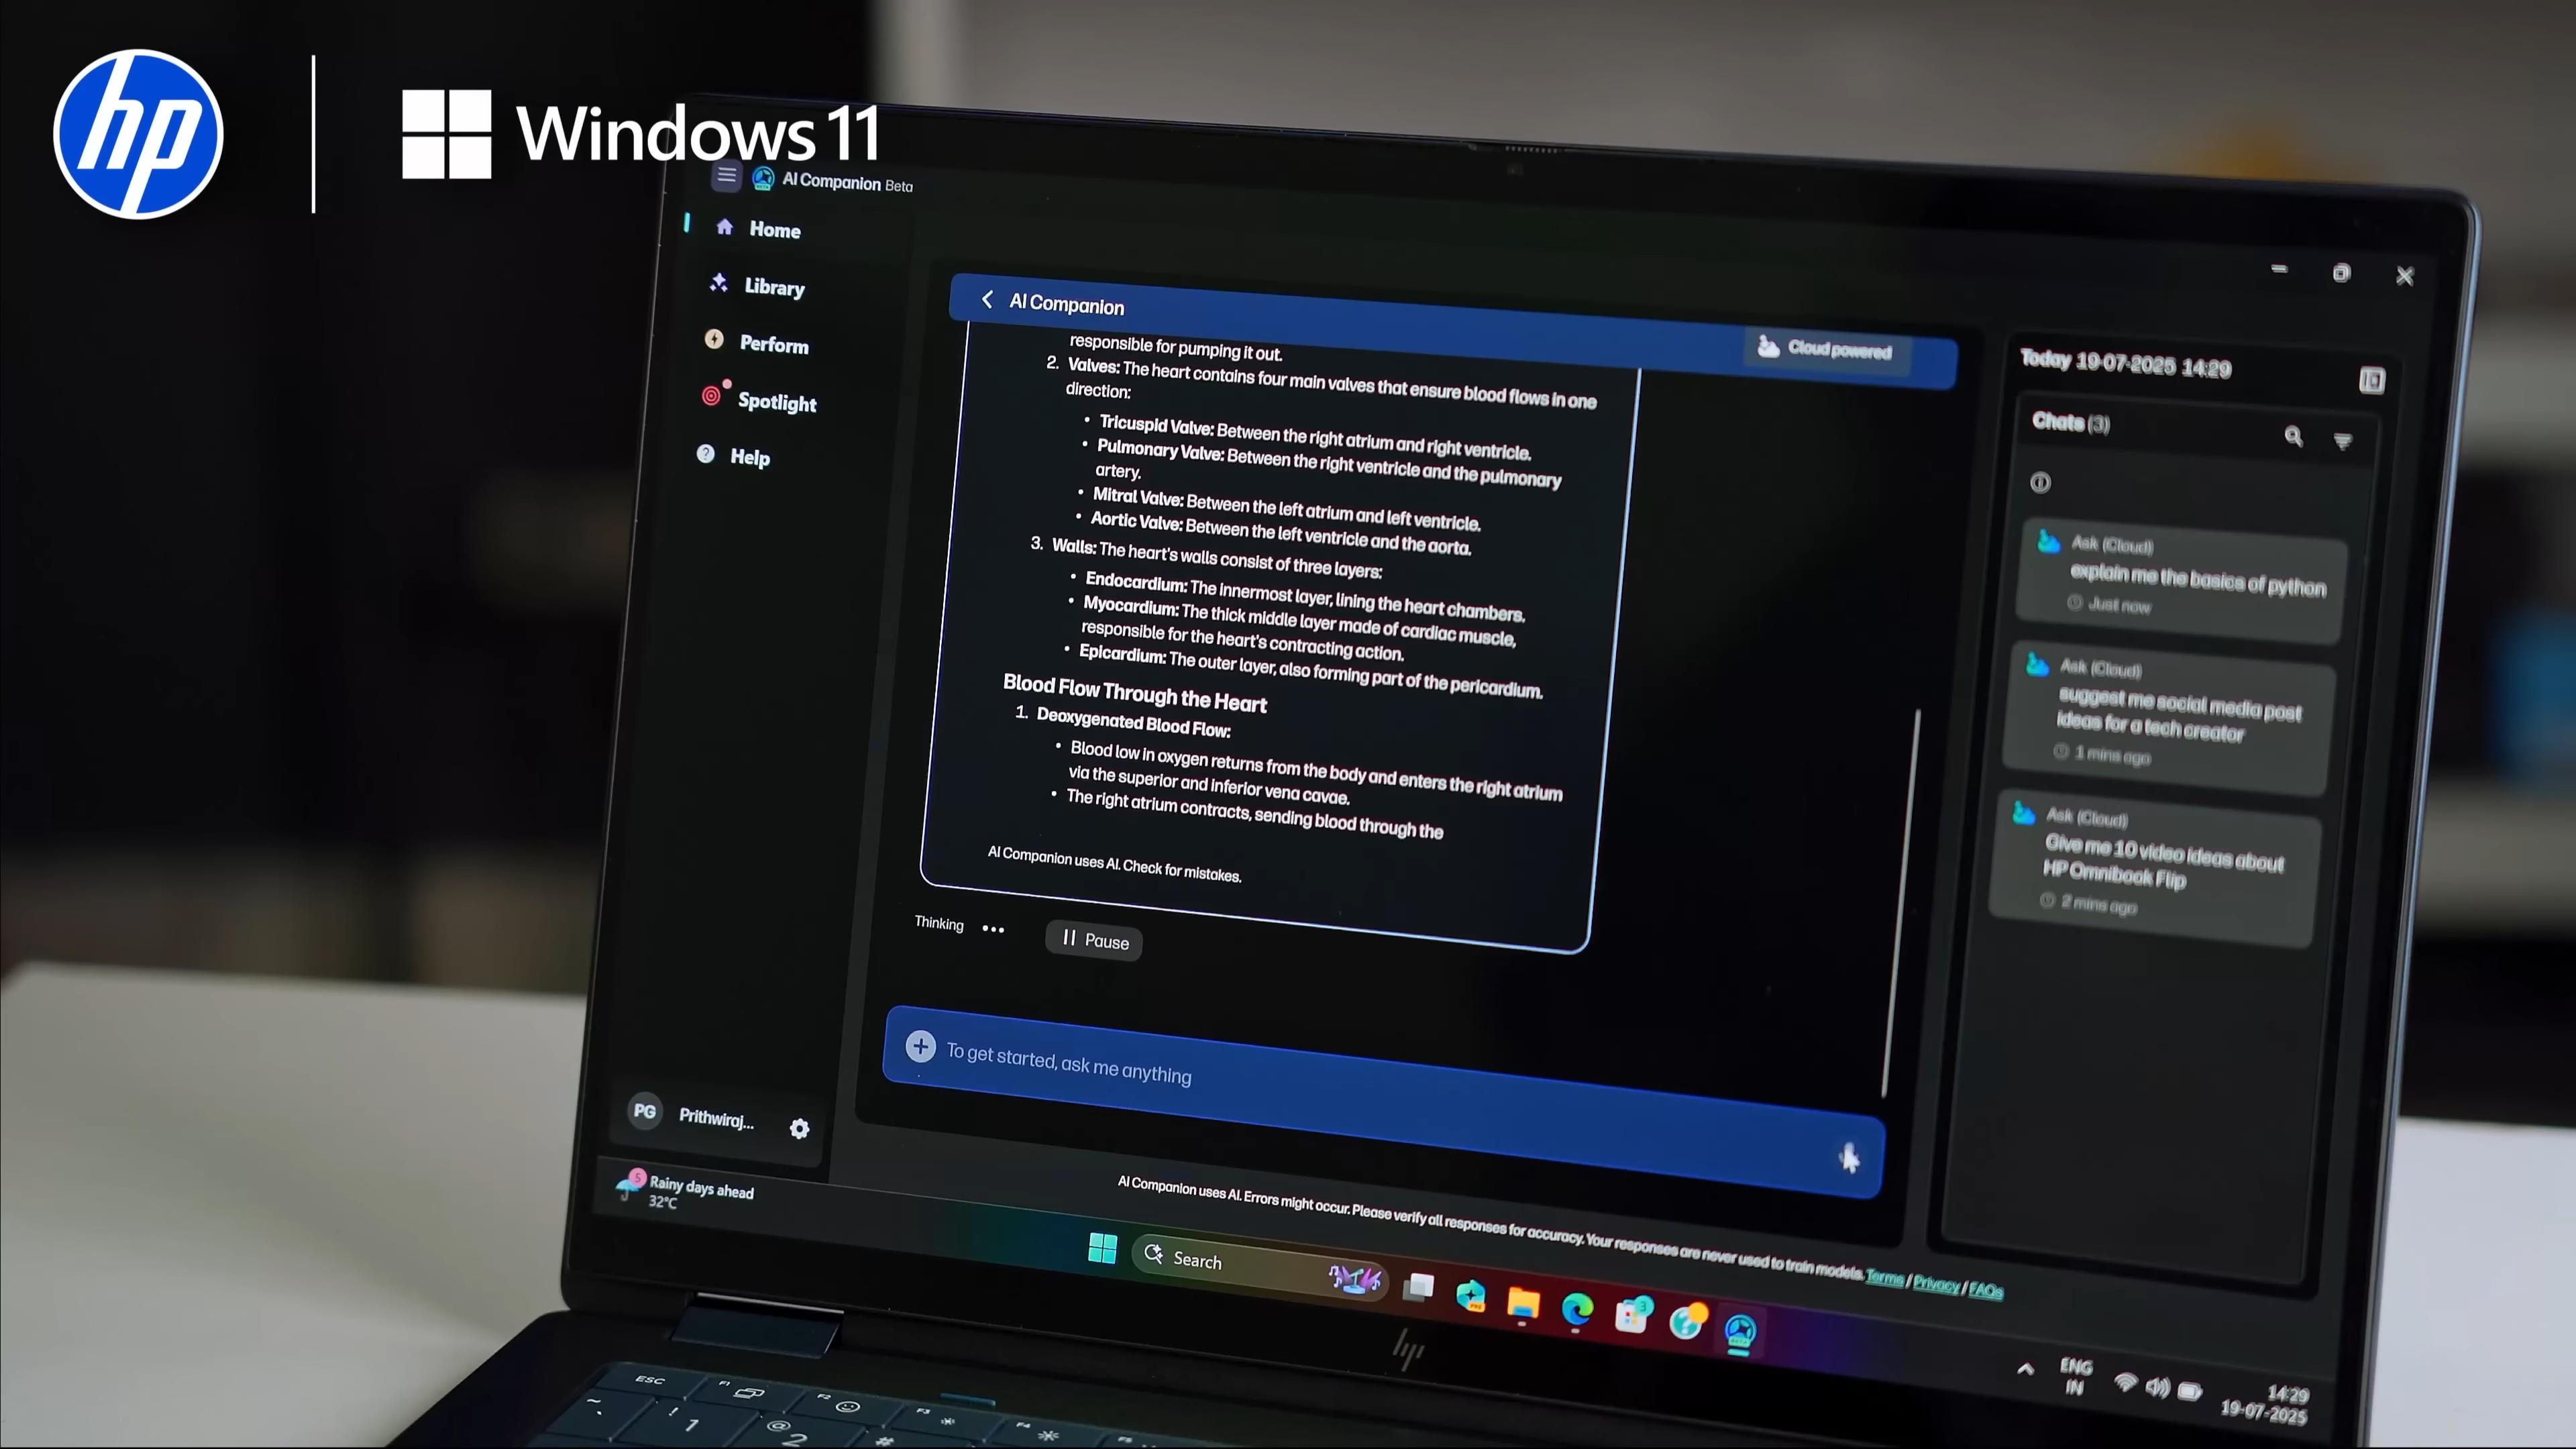 hp
Windows 11
AI Companion Beta
Home
Library
Perform
Spotlight
Help
PG
Prithwiraj...
AI Companion
Cloud powered
responsible for pumping it out.
2. Valves: The heart contains four main valves that ensure blood flows in one
direction:
• Tricuspid Valve: Between the right atrium and right ventricle.
• Pulmonary Valve: Between the right ventricle and the pulmonary
artery.
• Mitral Valve: Between the left atrium and left ventricle.
• Aortic Valve: Between the left ventricle and the aorta.
3. Walls: The heart's walls consist of three layers:
• Endocardium: The innermost layer, lining the heart chambers.
• Myocardium: The thick middle layer made of cardiac muscle,
responsible for the heart's contracting action.
• Epicardium: The outer layer, also forming part of the pericardium.
Blood Flow Through the Heart
1. Deoxygenated Blood Flow:
• Blood low in oxygen returns from the body and enters the right atrium
via the superior and inferior vena cavae.
• The right atrium contracts, sending blood through the
AI Companion uses AI. Check for mistakes.
Thinking ...
Pause
To get started, ask me anything
AI Companion uses AI. Errors might occur. Please verify all responses for accuracy. Your responses are never used to train models. Terms / Privacy / FAQs
Today 19-07-2025 14:29
Chats (3)
Ask (Cloud)
explain me the basics of python
Just now
Ask (Cloud)
suggest me social media post
ideas for a tech creator
1 mins ago
Ask (Cloud)
Give me 10 video ideas about
HP Omnibook Flip
2 mins ago
5
Rainy days ahead
32°C
Search
PRE
3
BETA
ENG
IN
14:29
19-07-2025
hp
ESC
F1
F2
F3
F4
F5
~
! 1
@ 2
#